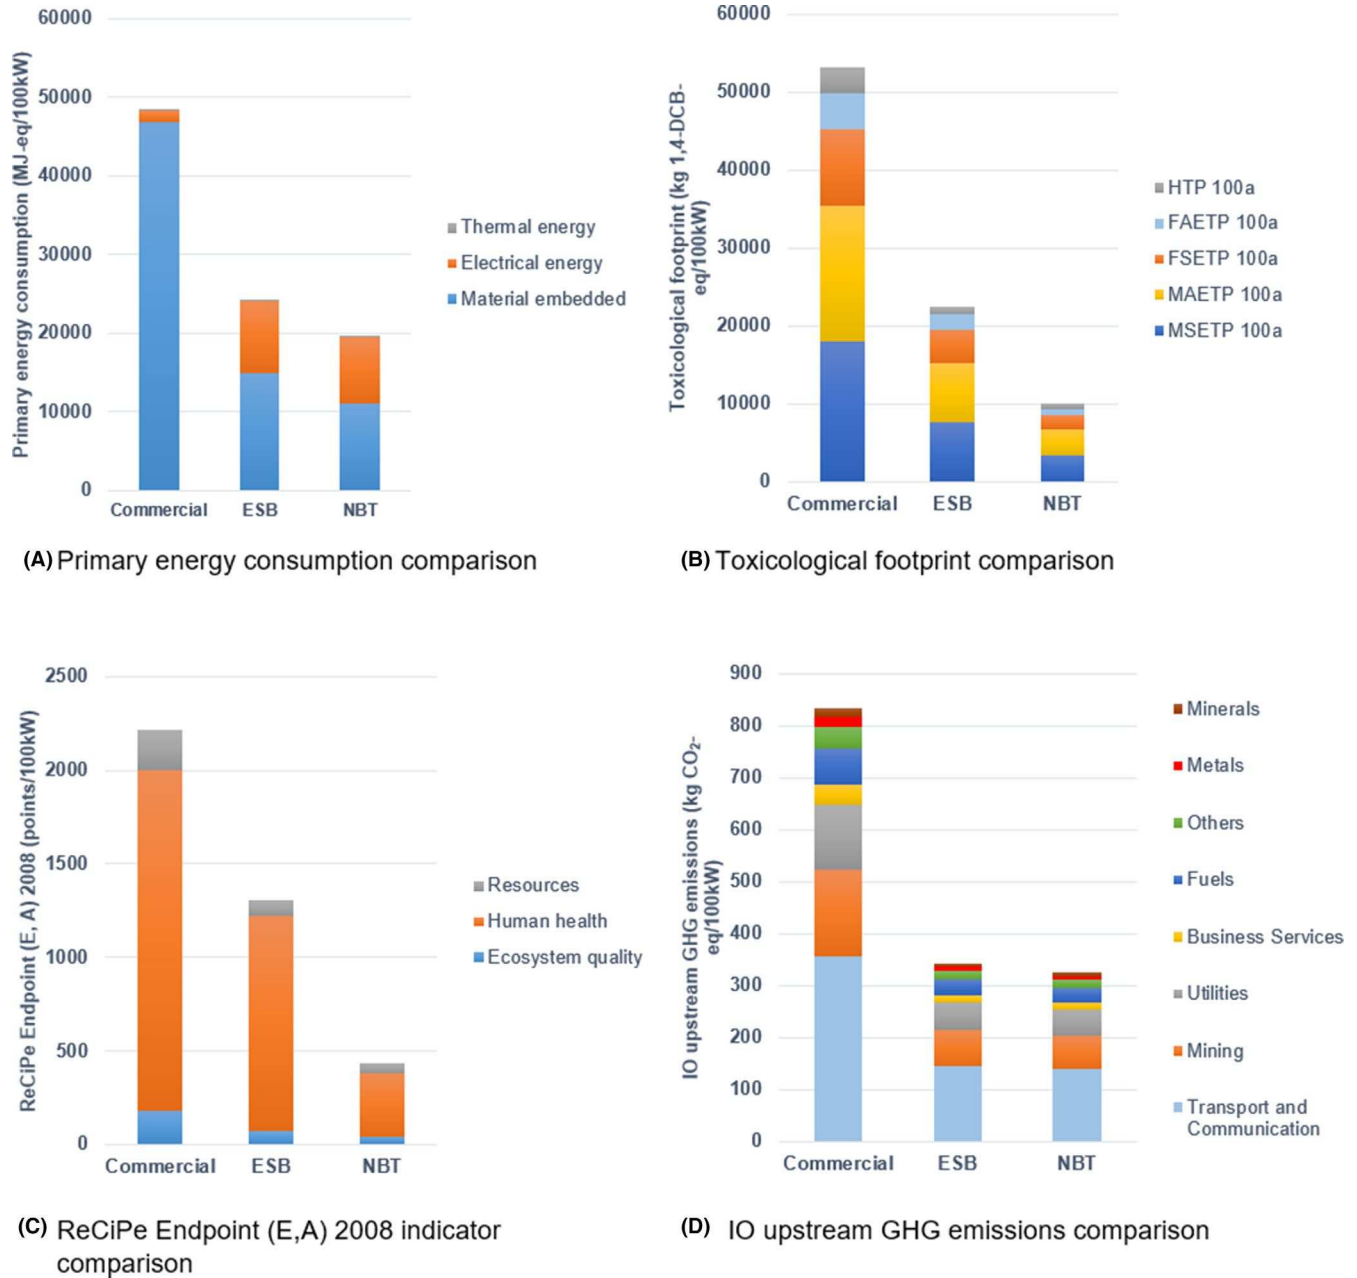 60000
50000
40000
30000
20000
10000
0
Primary energy consumption (MJ-eq/100kW)
Commercial ESB NBT
Thermal energy
Electrical energy
Material embedded
(A) Primary energy consumption comparison
60000
50000
40000
30000
20000
10000
0
Toxicological footprint (kg 1,4-DCB-
eq/100kW)
Commercial ESB NBT
HTP 100a
FAETP 100a
FSETP 100a
MAETP 100a
MSETP 100a
(B) Toxicological footprint comparison
2500
2000
1500
1000
500
0
ReCiPe Endpoint (E, A) 2008 (points/100kW)
Commercial ESB NBT
Resources
Human health
Ecosystem quality
(C) ReCiPe Endpoint (E,A) 2008 indicator
comparison
900
800
700
600
500
400
300
200
100
0
IO upstream GHG emissions (kg CO₂-
eq/100kW)
Commercial ESB NBT
Minerals
Metals
Others
Fuels
Business Services
Utilities
Mining
Transport and
Communication
(D) IO upstream GHG emissions comparison